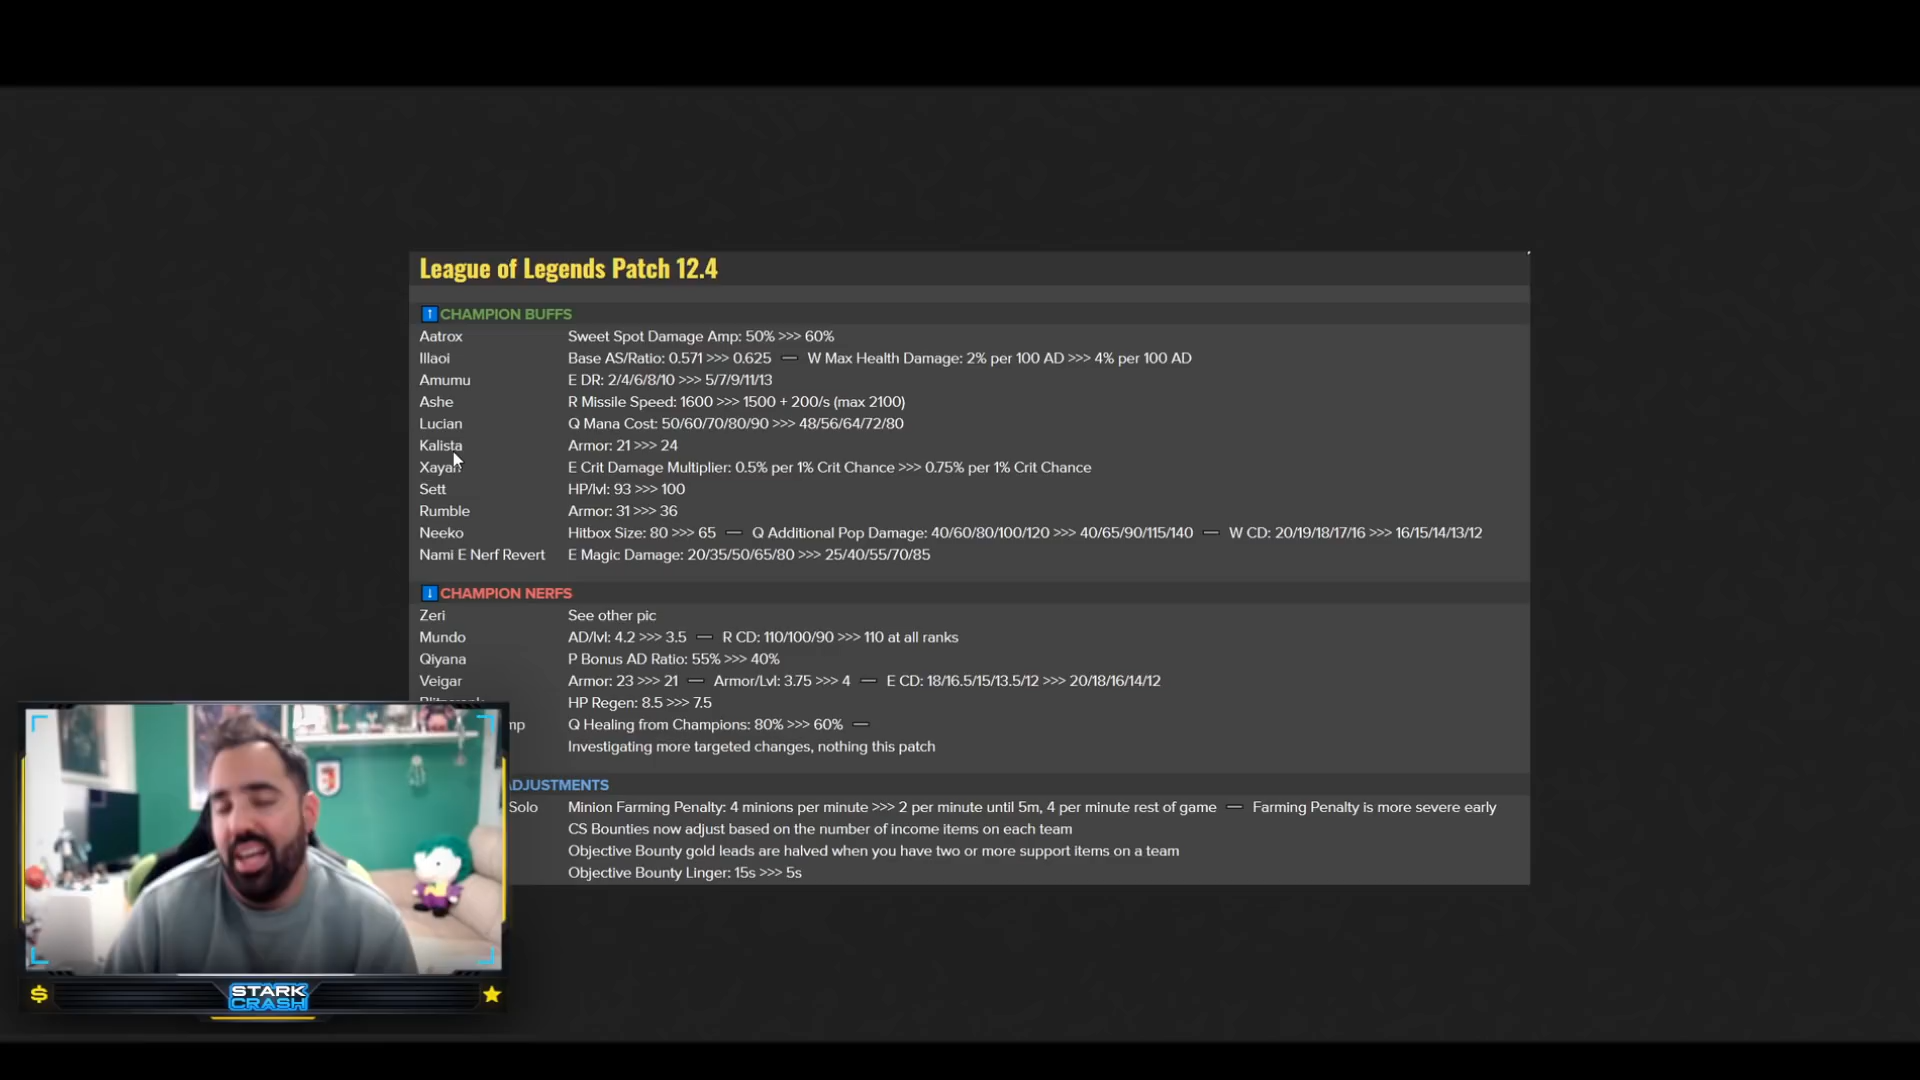 League of Legends Patch 12.4
↑ CHAMPION BUFFS
Aatrox Sweet Spot Damage Amp: 50% >>> 60%
Illaoi Base AS/Ratio: 0.571 >>> 0.625 — W Max Health Damage: 2% per 100 AD >>> 4% per 100 AD
Amumu E DR: 2/4/6/8/10 >>> 5/7/9/11/13
Ashe R Missile Speed: 1600 >>> 1500 + 200/s (max 2100)
Lucian Q Mana Cost: 50/60/70/80/90 >>> 48/56/64/72/80
Kalista Armor: 21 >>> 24
Xayah E Crit Damage Multiplier: 0.5% per 1% Crit Chance >>> 0.75% per 1% Crit Chance
Sett HP/lvl: 93 >>> 100
Rumble Armor: 31 >>> 36
Neeko Hitbox Size: 80 >>> 65 — Q Additional Pop Damage: 40/60/80/100/120 >>> 40/65/90/115/140 — W CD: 20/19/18/17/16 >>> 16/15/14/13/12
Nami E Nerf Revert E Magic Damage: 20/35/50/65/80 >>> 25/40/55/70/85
↓ CHAMPION NERFS
Zeri See other pic
Mundo AD/lvl: 4.2 >>> 3.5 — R CD: 110/100/90 >>> 110 at all ranks
Qiyana P Bonus AD Ratio: 55% >>> 40%
Veigar Armor: 23 >>> 21 — Armor/Lvl: 3.75 >>> 4 — E CD: 18/16.5/15/13.5/12 >>> 20/18/16/14/12
HP Regen: 8.5 >>> 7.5
mp Q Healing from Champions: 80% >>> 60% —
Investigating more targeted changes, nothing this patch
DJUSTMENTS
Solo Minion Farming Penalty: 4 minions per minute >>> 2 per minute until 5m, 4 per minute rest of game — Farming Penalty is more severe early
CS Bounties now adjust based on the number of income items on each team
Objective Bounty gold leads are halved when you have two or more support items on a team
Objective Bounty Linger: 15s >>> 5s
$ STARK
CRASH